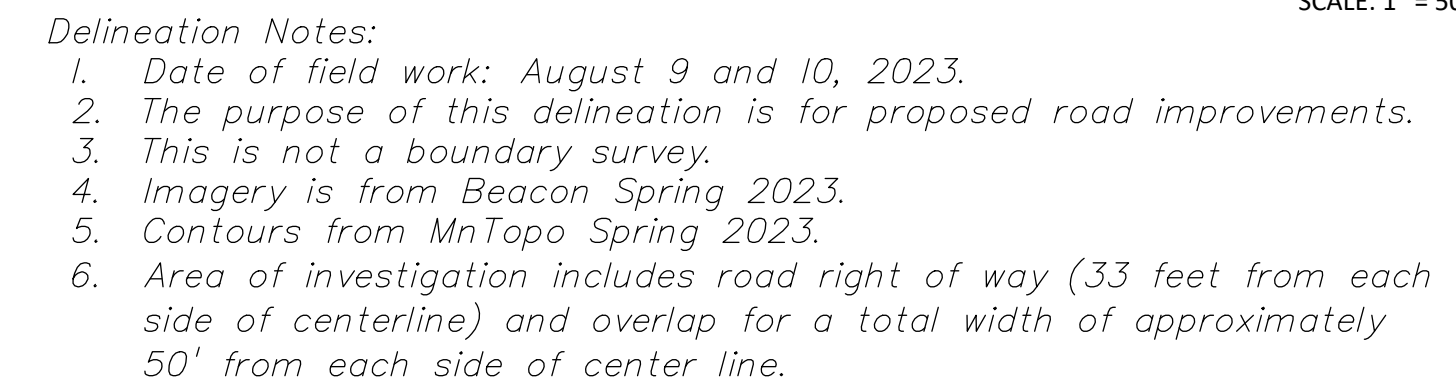 SCALE: 1" = 50
Delineation Notes:
1. Date of field work: August 9 and 10, 2023.
2. The purpose of this delineation is for proposed road improvements.
3. This is not a boundary survey.
4. Imagery is from Beacon Spring 2023.
5. Contours from MnTopo Spring 2023.
6. Area of investigation includes road right of way (33 feet from each
side of centerline) and overlap for a total width of approximately
50' from each side of center line.